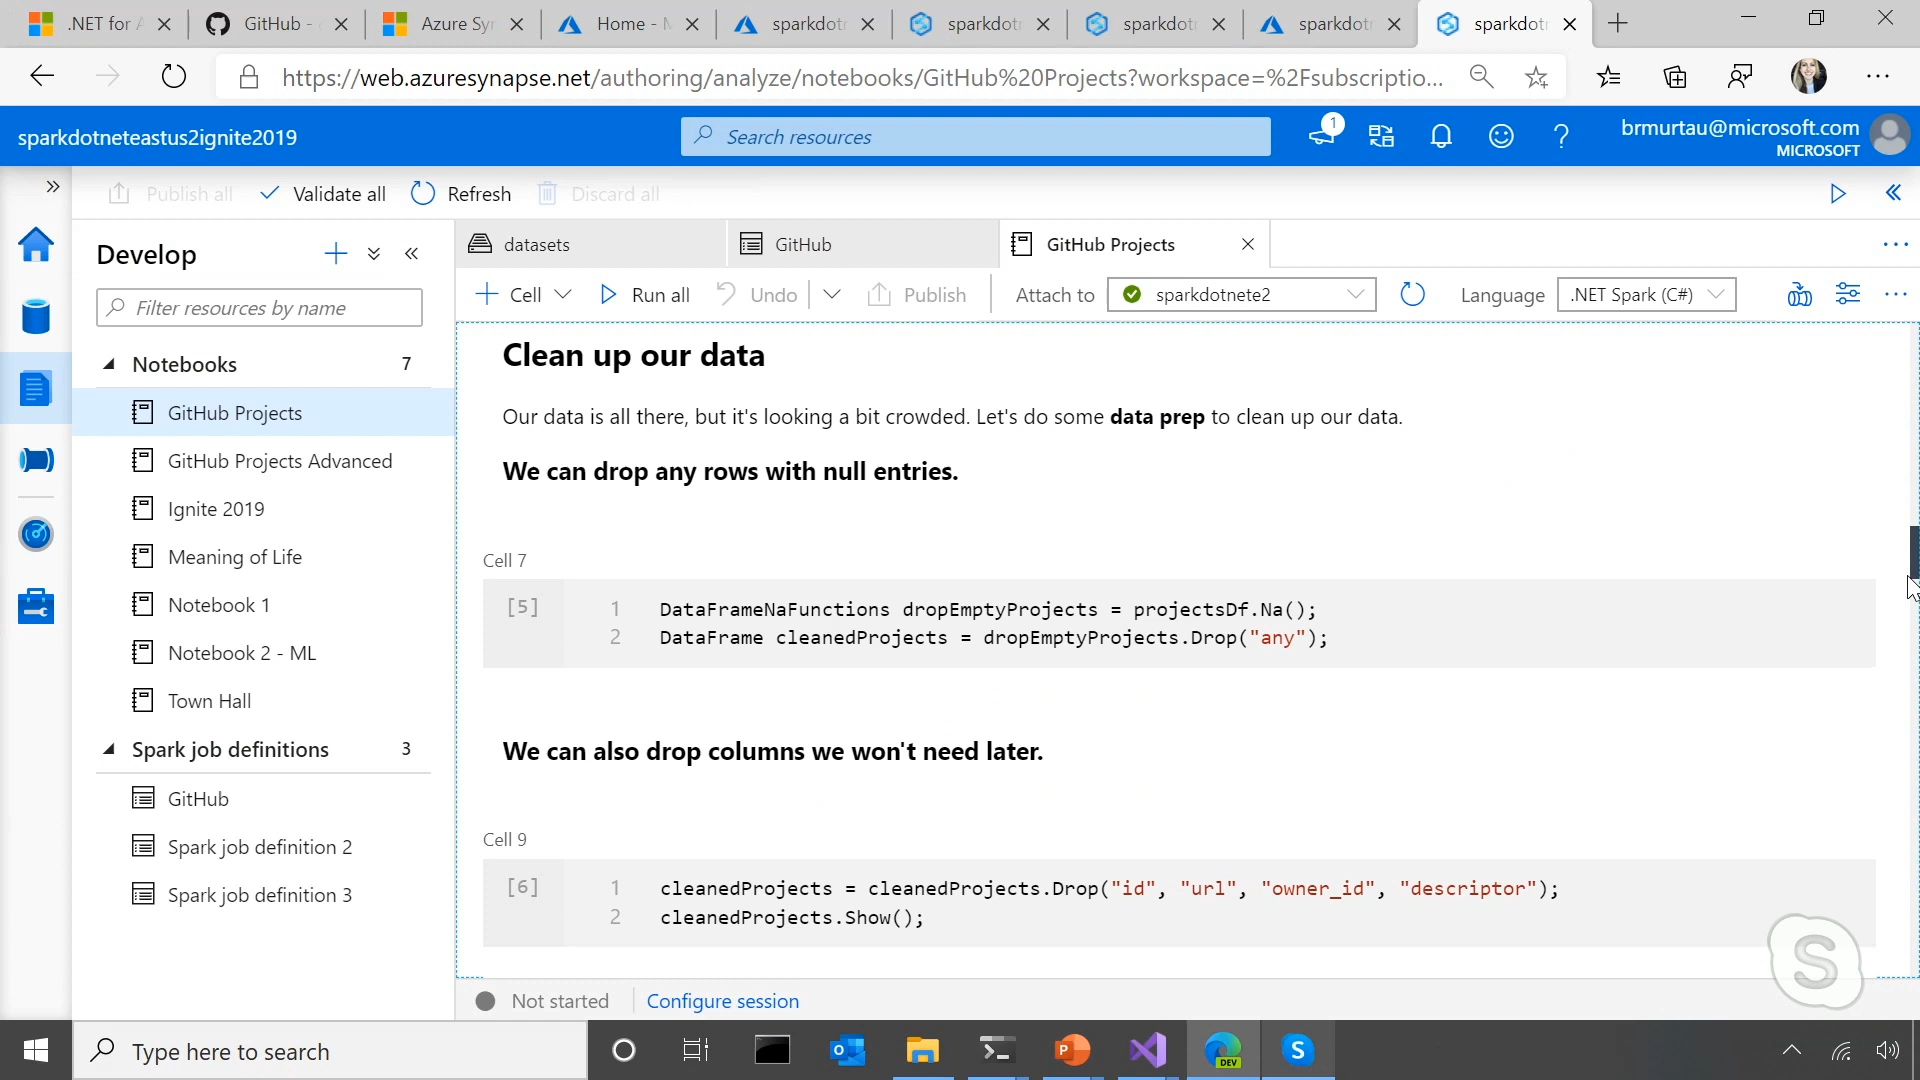 .NET for A
GitHub -
Azure Syn
Home - M
sparkdotn
sparkdotn
sparkdotn
sparkdotn
sparkdotn
https://web.azuresynapse.net/authoring/analyze/notebooks/GitHub%20Projects?workspace=%2Fsubscriptio...
sparkdotneteastus2ignite2019
Search resources
1
?
brmurtau@microsoft.com
MICROSOFT
Publish all
Validate all
Refresh
Discard all
Develop
Filter resources by name
Notebooks 7
GitHub Projects
GitHub Projects Advanced
Ignite 2019
Meaning of Life
Notebook 1
Notebook 2 - ML
Town Hall
Spark job definitions 3
GitHub
Spark job definition 2
Spark job definition 3
datasets
GitHub
GitHub Projects
Cell
Run all
Undo
Publish
Attach to
sparkdotnete2
Language
.NET Spark (C#)
Clean up our data
Our data is all there, but it's looking a bit crowded. Let's do some data prep to clean up our data.
We can drop any rows with null entries.
Cell 7
[5]
1 DataFrameNaFunctions dropEmptyProjects = projectsDf.Na();
2 DataFrame cleanedProjects = dropEmptyProjects.Drop("any");
We can also drop columns we won't need later.
Cell 9
[6]
1 cleanedProjects = cleanedProjects.Drop("id", "url", "owner_id", "descriptor");
2 cleanedProjects.Show();
Not started
Configure session
Type here to search
DEV